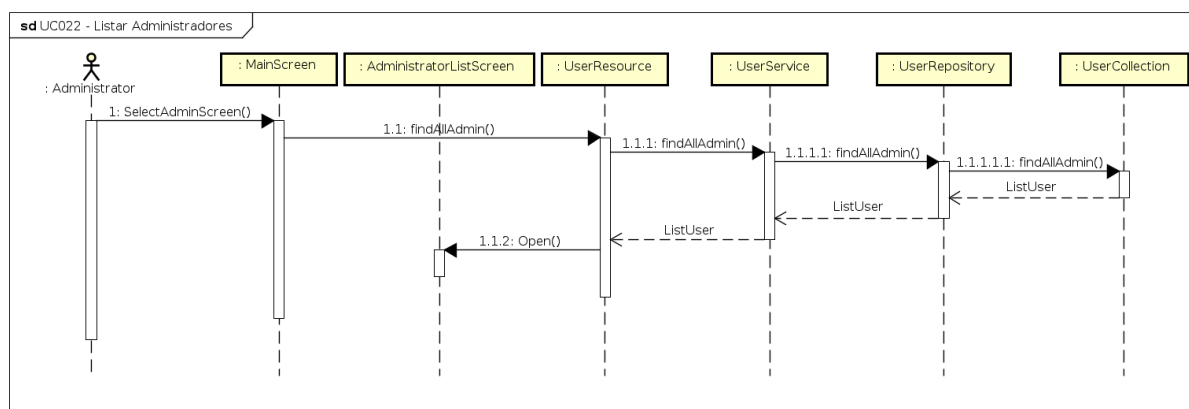 sd UC022 - Listar Administradores
: Administrator
: MainScreen
: AdministratorListScreen
: UserResource
: UserService
: UserRepository
: UserCollection
1: SelectAdminScreen()
1.1: findAllAdmin()
1.1.1: findAllAdmin()
1.1.1.1: findAllAdmin()
1.1.1.1.1: findAllAdmin()
ListUser
ListUser
ListUser
1.1.2: Open()